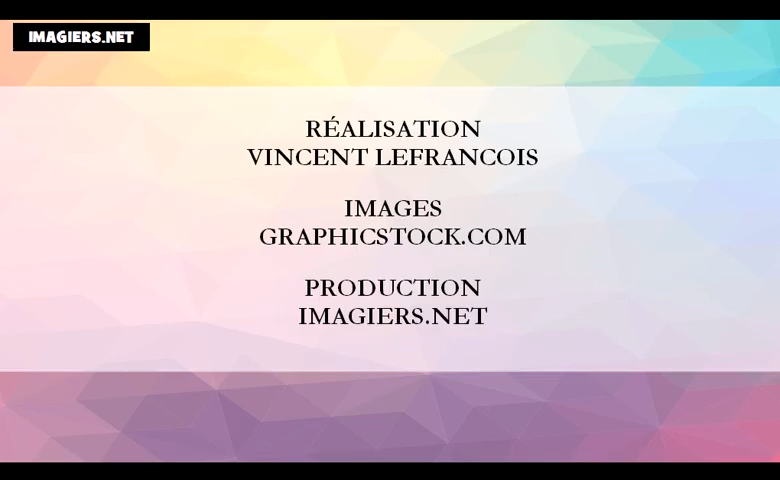 IMAGIERS.NET
RÉALISATION
VINCENT LEFRANCOIS
IMAGES
GRAPHICSTOCK.COM
PRODUCTION
IMAGIERS.NET